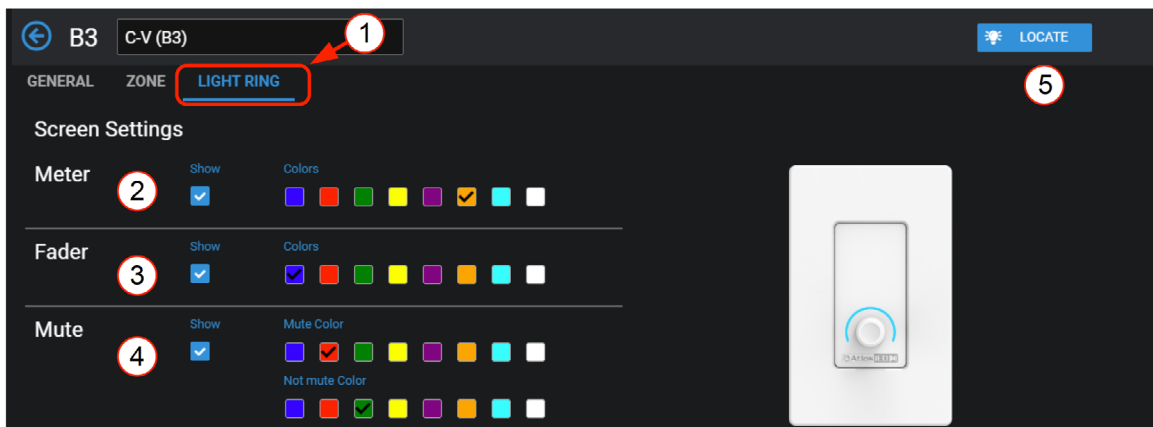 B3 C-V (B3) 1 LOCATE
GENERAL ZONE LIGHT RING 5
Screen Settings
Meter 2 Show Colors
Fader 3 Show Colors
Mute 4 Show Mute Color
Not mute Color